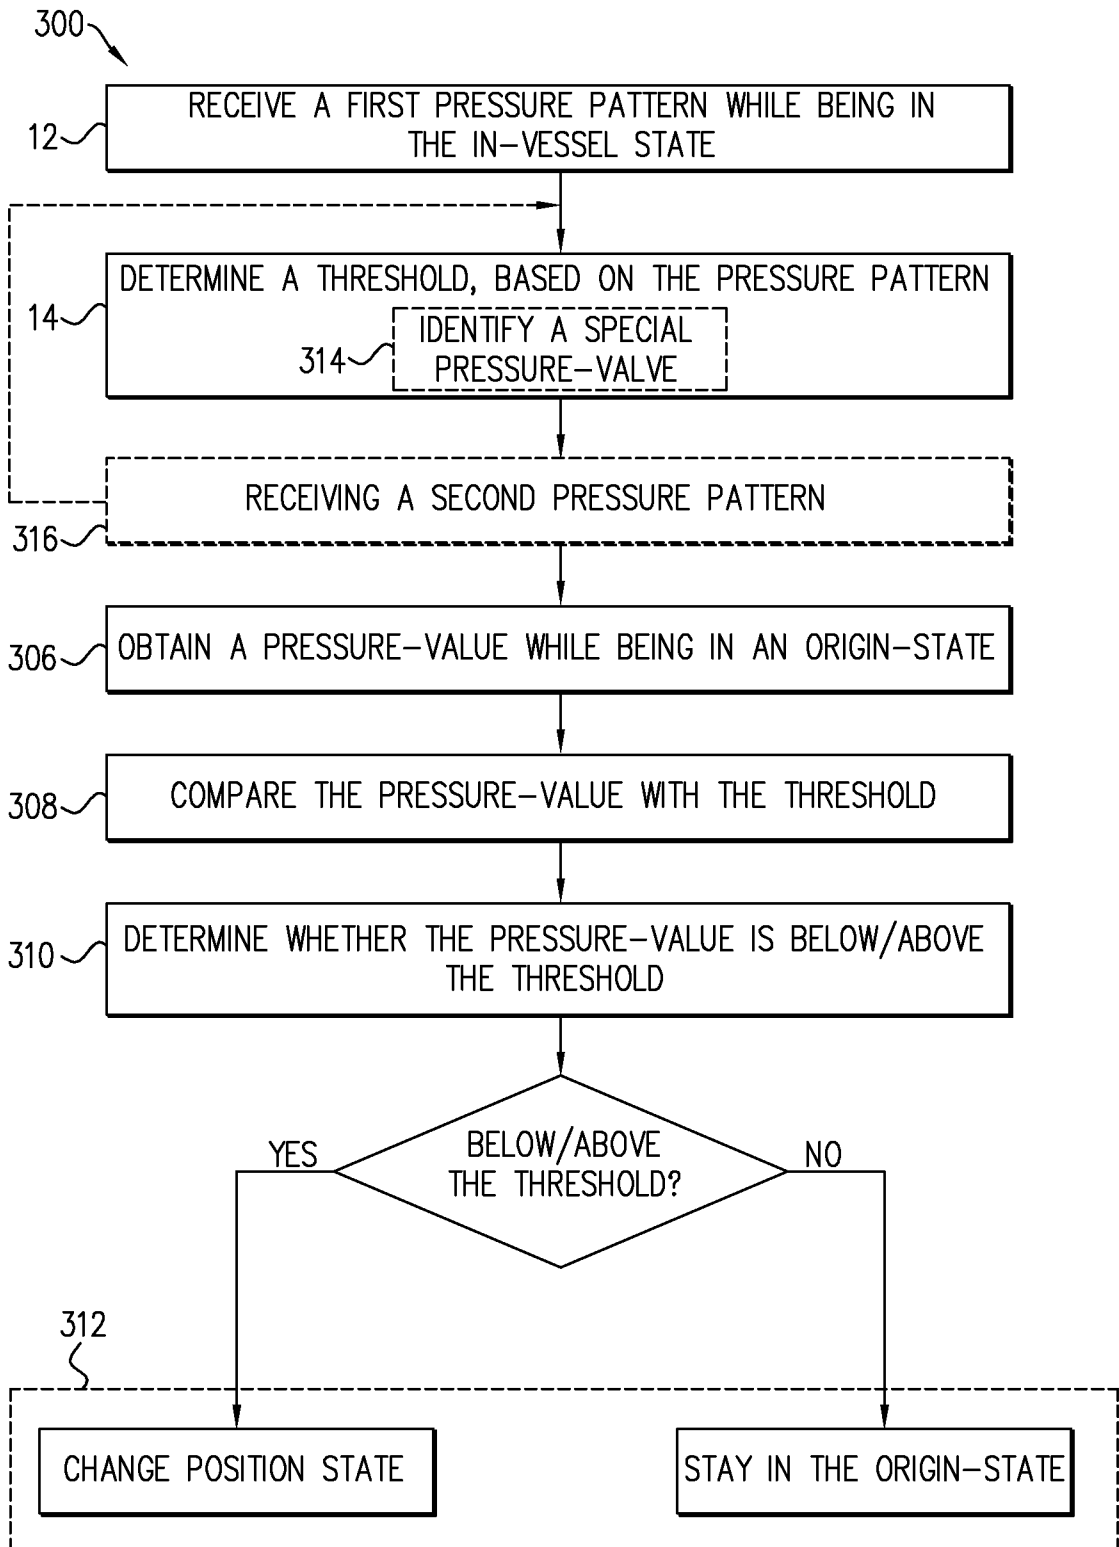 300
RECEIVE A FIRST PRESSURE PATTERN WHILE BEING IN
THE IN-VESSEL STATE
12
DETERMINE A THRESHOLD, BASED ON THE PRESSURE PATTERN
14
IDENTIFY A SPECIAL
PRESSURE-VALVE
314
RECEIVING A SECOND PRESSURE PATTERN
316
OBTAIN A PRESSURE-VALUE WHILE BEING IN AN ORIGIN-STATE
306
COMPARE THE PRESSURE-VALUE WITH THE THRESHOLD
308
DETERMINE WHETHER THE PRESSURE-VALUE IS BELOW/ABOVE
THE THRESHOLD
310
YES
BELOW/ABOVE
THE THRESHOLD?
NO
312
CHANGE POSITION STATE
STAY IN THE ORIGIN-STATE